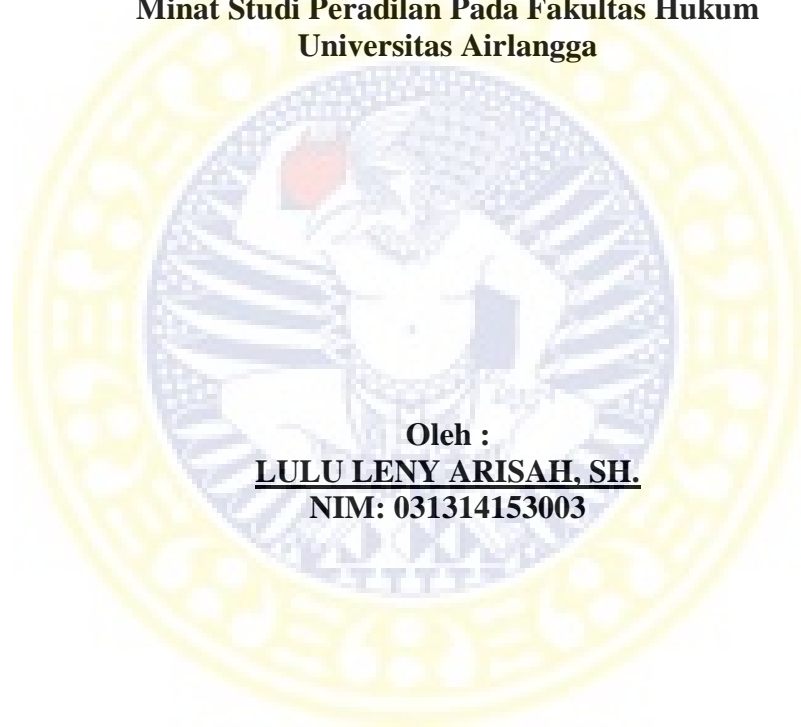 Minat Studi Peradilan Pada Fakultas Hukum
Universitas Airlangga
Oleh :
LULU LENY ARISAH, SH.
NIM: 031314153003